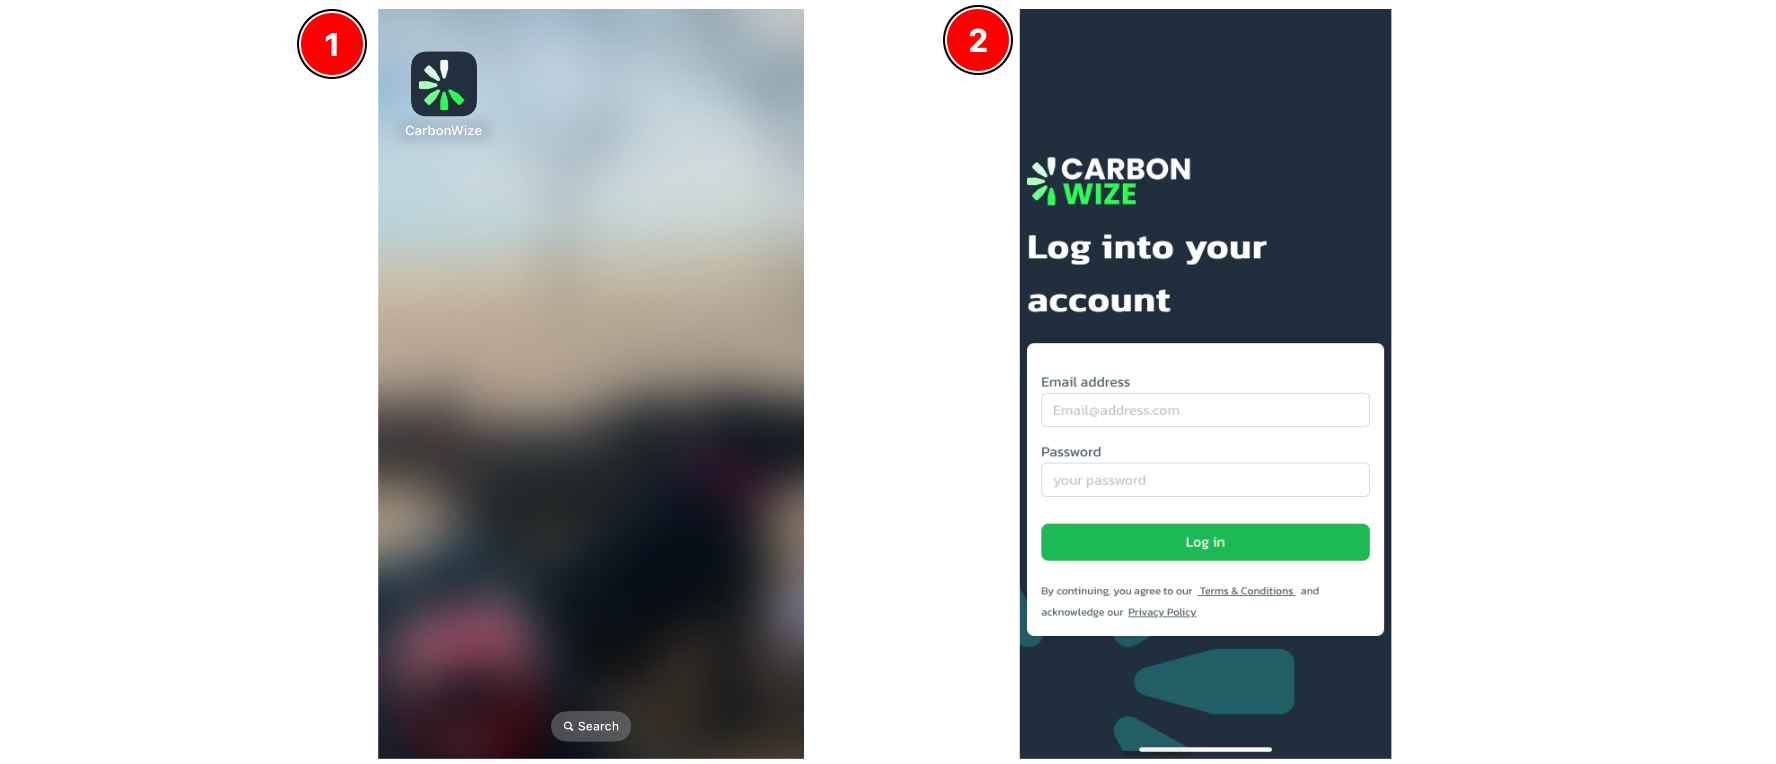 1
CarbonWize
Search
2
CARBON
WIZE
Log into your
account
Email address
Email@address.com
Password
your password
Log in
By continuing, you agree to our Terms & Conditions and
acknowledge our Privacy Policy